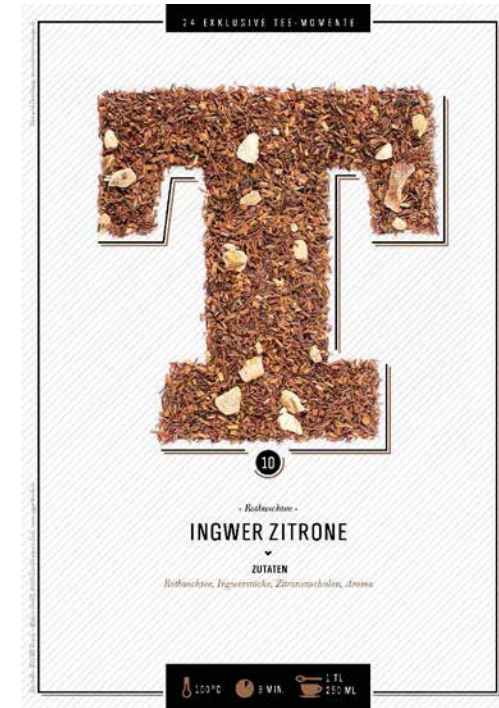 24 EXKLUSIVE TEE-MOMENTE
10
- Rotbuschtee -
INGWER ZITRONE
ZUTATEN
Rotbuschtee, Ingwerstücke, Zitronenschalen, Aroma
100°C
8 MIN.
1 TL
250 ML